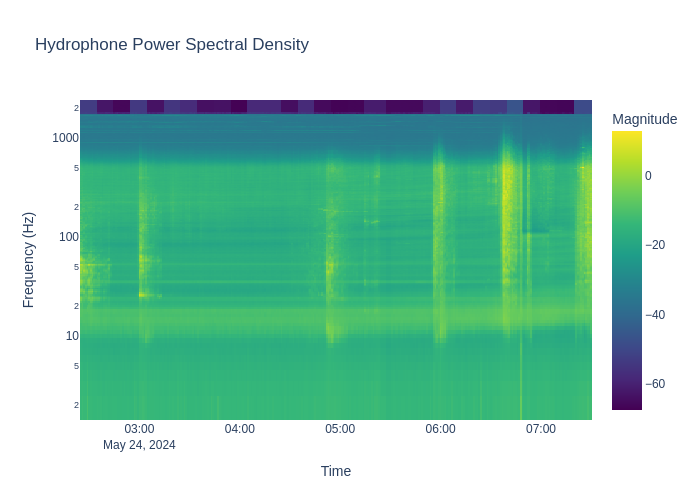 Hydrophone Power Spectral Density
Magnitude
2
1000
5
2
100
5
2
10
5
2
Frequency (Hz)
0
−20
−40
−60
03:00 04:00 05:00 06:00 07:00
May 24, 2024
Time